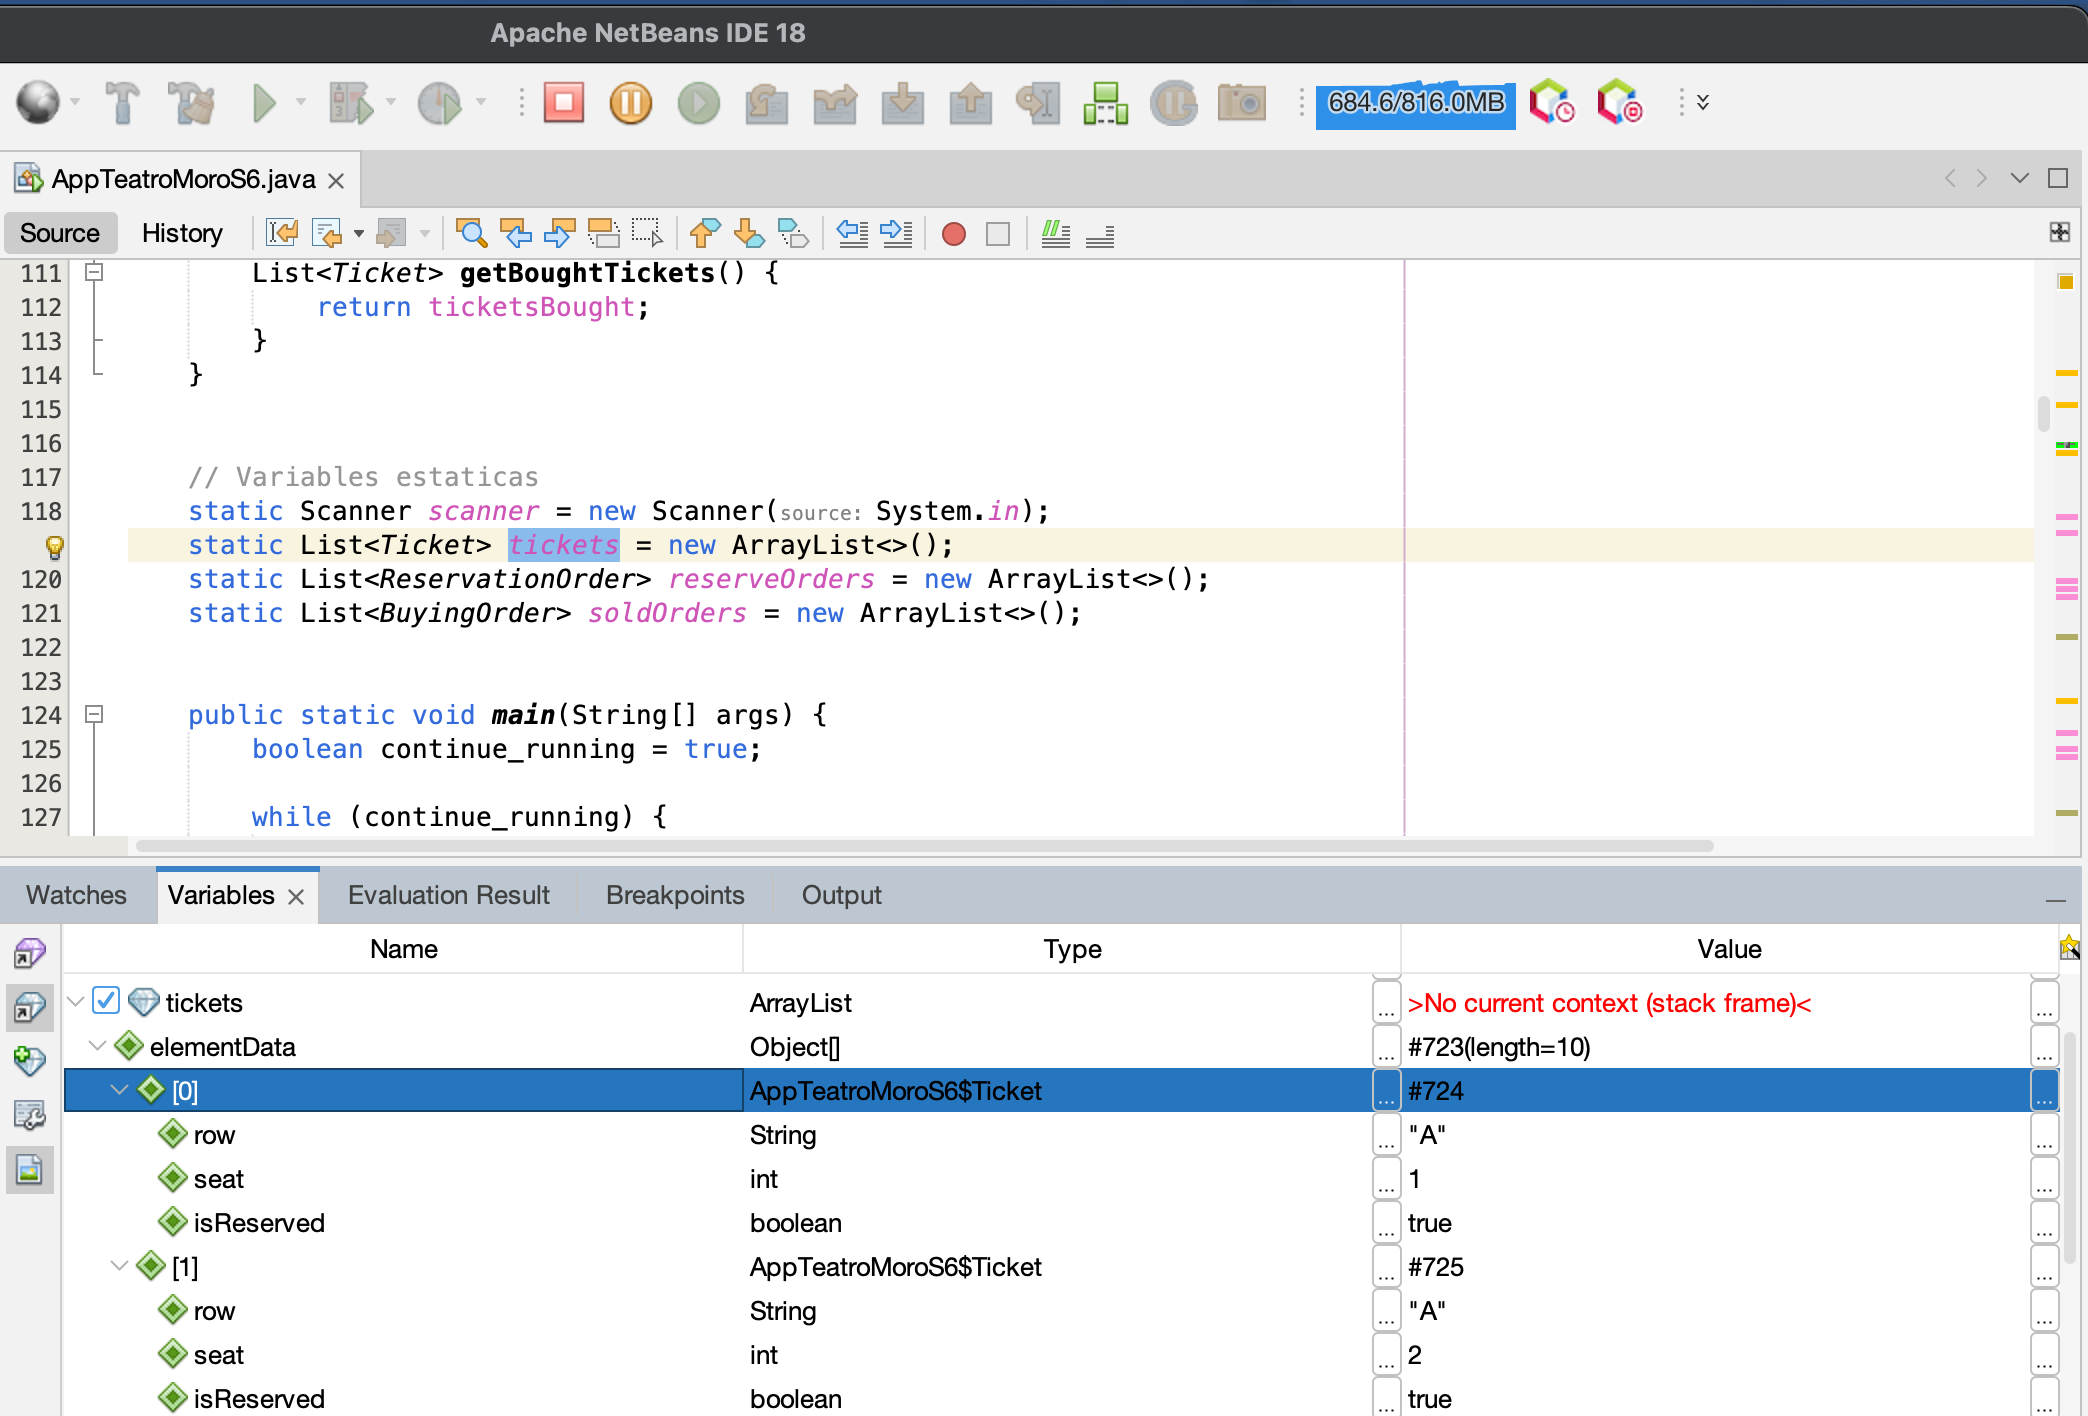 Apache NetBeans IDE 18
684.6/816.0MB
AppTeatroMoroS6.java
Source History
111 List<Ticket> getBoughtTickets() {
112 return ticketsBought;
113 }
114 }
115
116
117 // Variables estaticas
118 static Scanner scanner = new Scanner(source: System.in);
static List<Ticket> tickets = new ArrayList<>();
120 static List<ReservationOrder> reserveOrders = new ArrayList<>();
121 static List<BuyingOrder> soldOrders = new ArrayList<>();
122
123
124 public static void main(String[] args) {
125 boolean continue_running = true;
126
127 while (continue_running) {
Watches Variables Evaluation Result Breakpoints Output
Name Type Value
tickets ArrayList ... >No current context (stack frame)< ...
elementData Object[] ... #723(length=10) ...
[0] AppTeatroMoroS6$Ticket ... #724 ...
row String ... "A" ...
seat int ... 1 ...
isReserved boolean ... true ...
[1] AppTeatroMoroS6$Ticket ... #725 ...
row String ... "A" ...
seat int ... 2 ...
isReserved boolean ... true ...